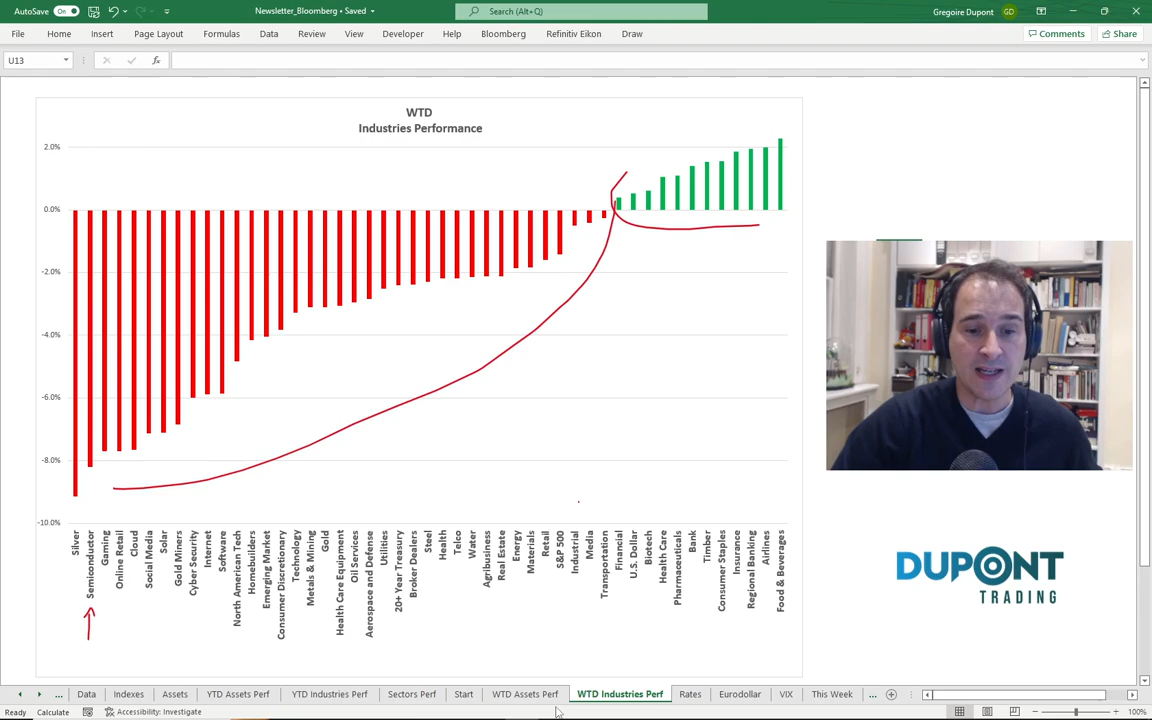 AutoSave On
Newsletter_Bloomberg • Saved
Search (Alt+Q)
Gregoire Dupont GD
File Home Insert Page Layout Formulas Data Review View Developer Help Bloomberg Refinitiv Eikon Draw Comments Share
U13
fx
WTD
Industries Performance
2.0%
0.0%
-2.0%
-4.0%
-6.0%
-8.0%
-10.0%
Silver
Semiconductor
Gaming
Online Retail
Cloud
Social Media
Solar
Gold Miners
Cyber Security
Internet
Software
North American Tech
Homebuilders
Emerging Market
Consumer Discretionary
Technology
Metals & Mining
Gold
Health Care Equipment
Oil Services
Aerospace and Defense
Utilities
20+ Year Treasury
Broker Dealers
Steel
Health
Telco
Water
Agribusiness
Real Estate
Energy
Materials
Retail
S&P 500
Industrial
Media
Transportation
Financial
U.S. Dollar
Biotech
Health Care
Pharmaceuticals
Bank
Timber
Consumer Staples
Insurance
Regional Banking
Airlines
Food & Beverages
DUPONT
TRADING
... Data Indexes Assets YTD Assets Perf YTD Industries Perf Sectors Perf Start WTD Assets Perf WTD Industries Perf Rates Eurodollar VIX This Week ...
Ready Calculate Accessibility: Investigate 100%